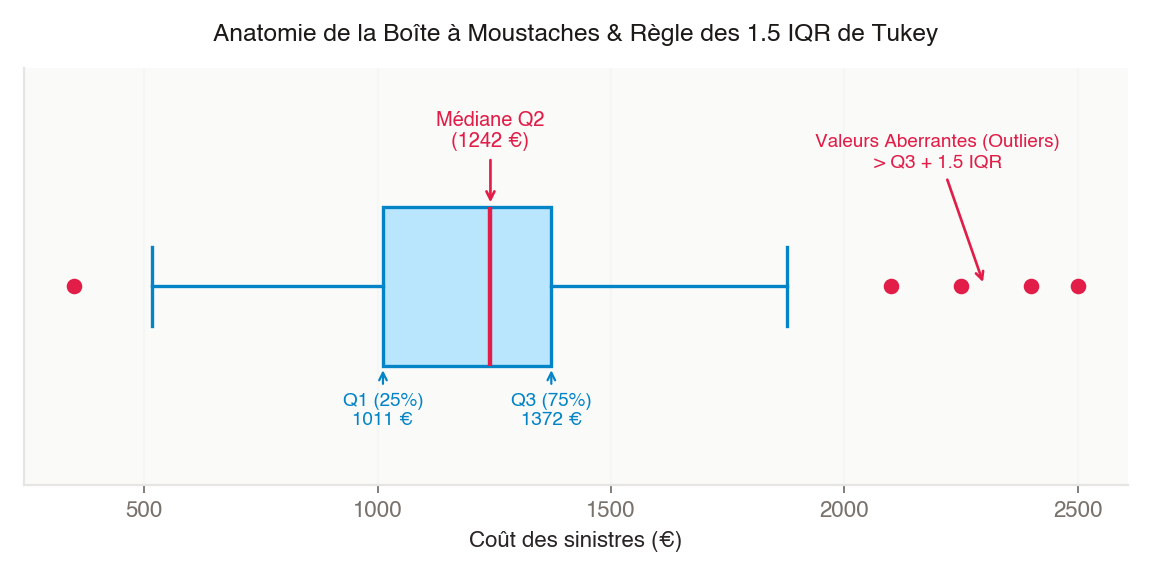 Anatomie de la Boîte à Moustaches & Règle des 1.5 IQR de Tukey
Médiane Q2
(1242 €)
Valeurs Aberrantes (Outliers)
> Q3 + 1.5 IQR
Q1 (25%)
1011 €
Q3 (75%)
1372 €
500
1000
1500
2000
2500
Coût des sinistres (€)